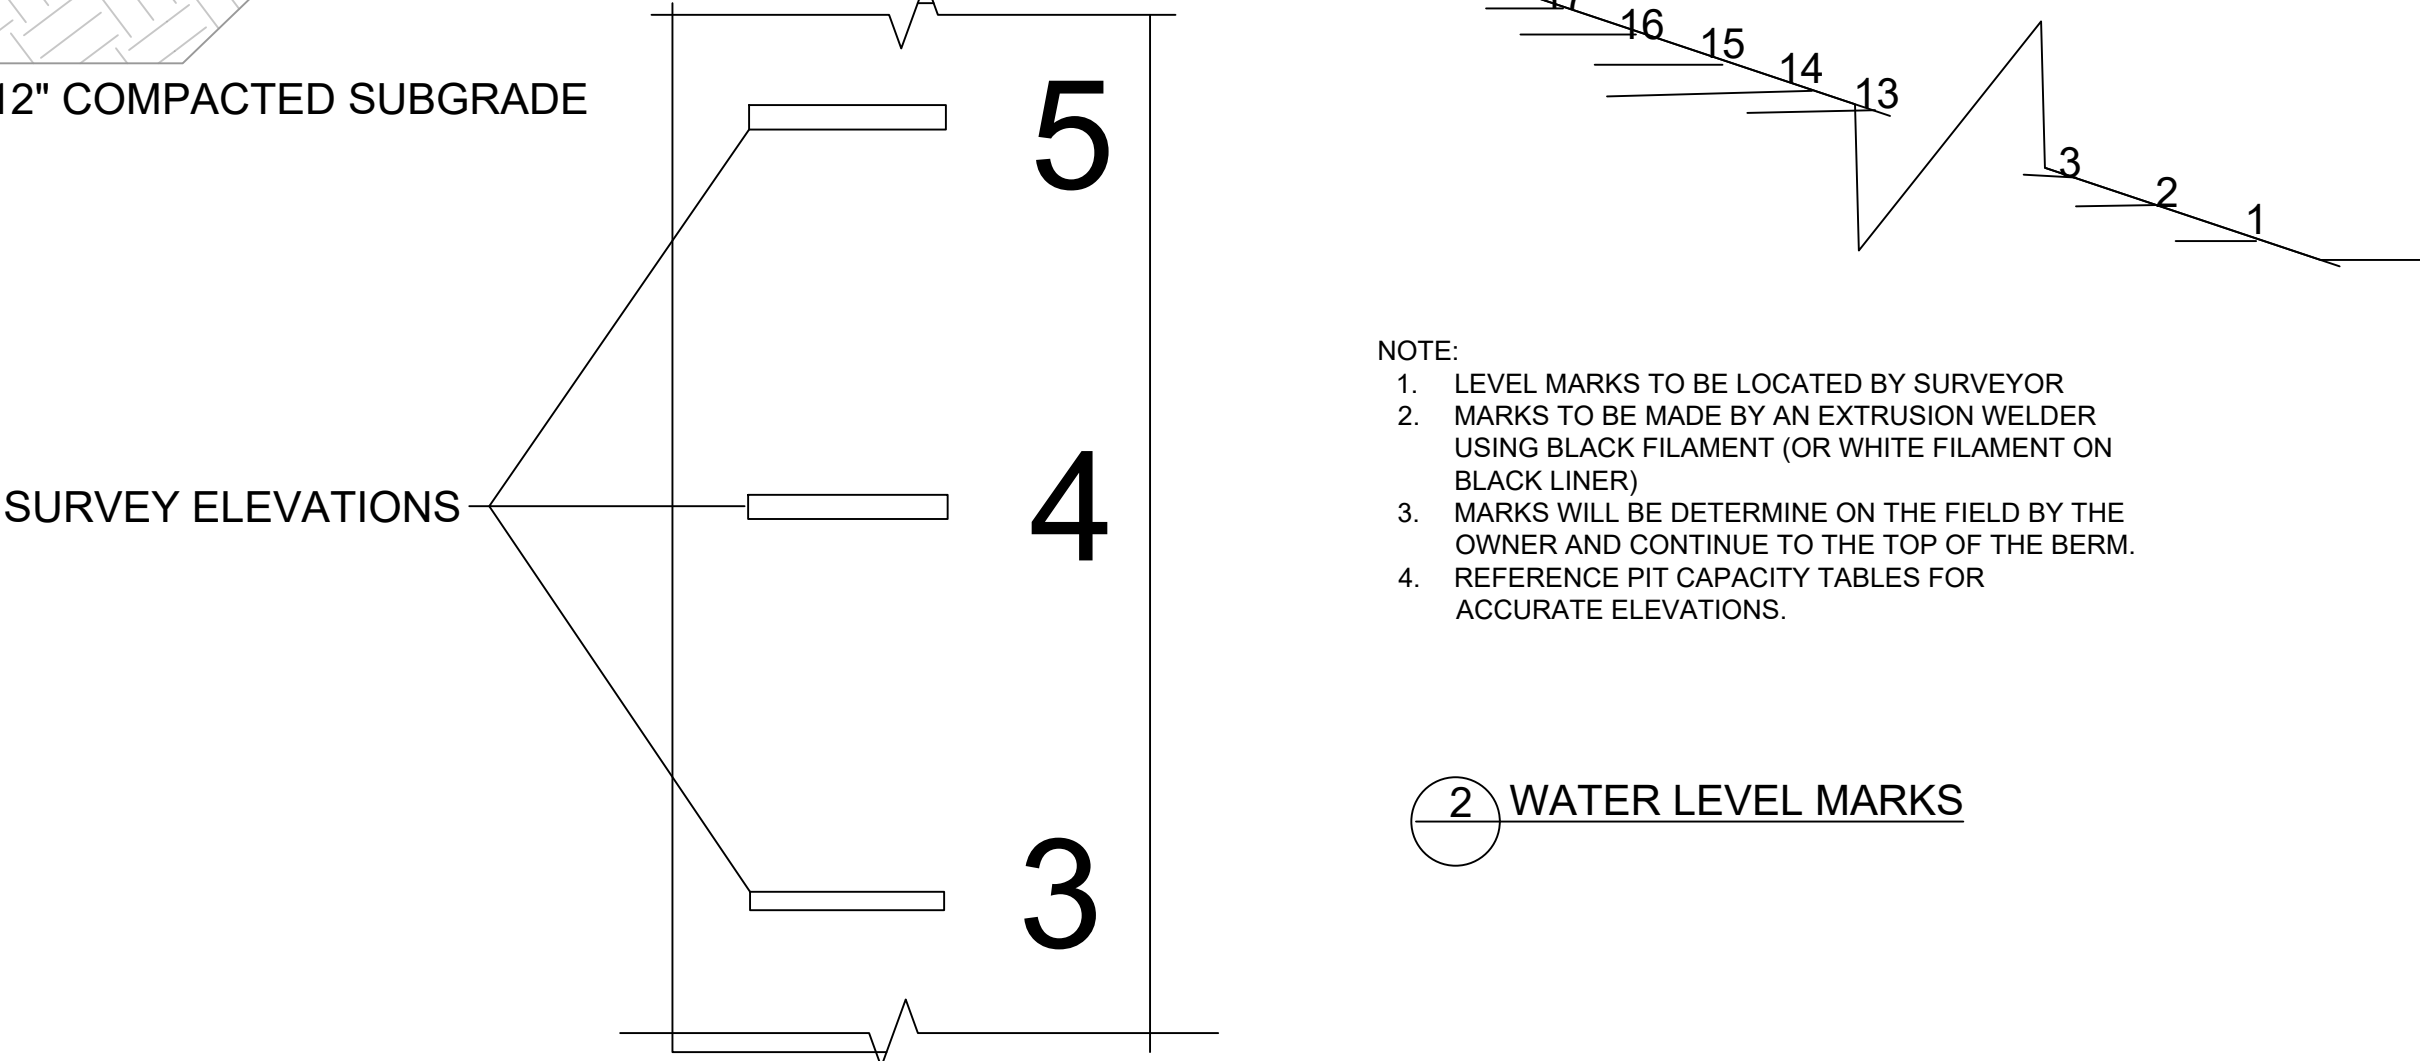 12" COMPACTED SUBGRADE
5
4
3
SURVEY ELEVATIONS
17
16
15
14
13
3
2
1
NOTE:
1. LEVEL MARKS TO BE LOCATED BY SURVEYOR
2. MARKS TO BE MADE BY AN EXTRUSION WELDER
USING BLACK FILAMENT (OR WHITE FILAMENT ON
BLACK LINER)
3. MARKS WILL BE DETERMINE ON THE FIELD BY THE
OWNER AND CONTINUE TO THE TOP OF THE BERM.
4. REFERENCE PIT CAPACITY TABLES FOR
ACCURATE ELEVATIONS.
2 WATER LEVEL MARKS